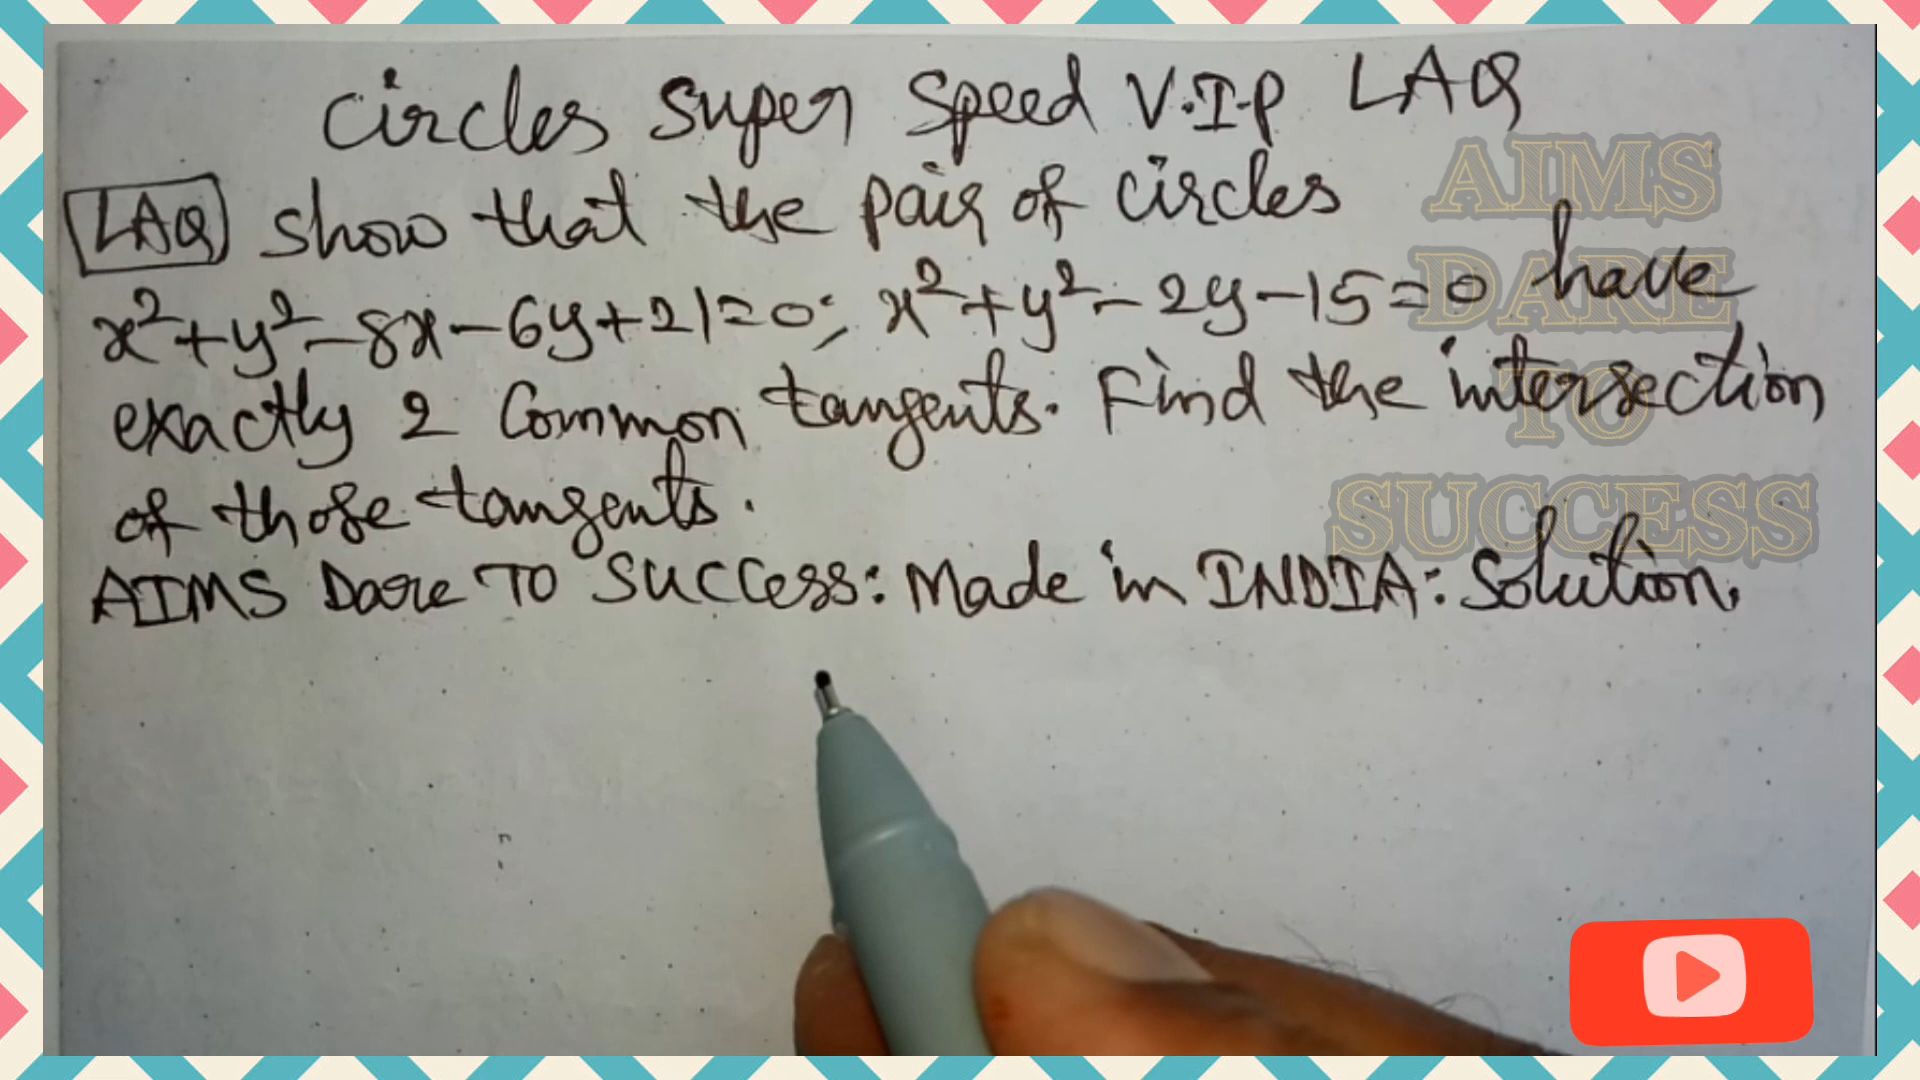 Circles Super Speed V.I.P LAQ
LAQ Show that the pair of circles
x²+y²-8x-6y+21=0; x²+y²-2y-15=0 have
exactly 2 Common tangents. Find the intersection
of those tangents.
AIMS Dare TO SUCCess: Made in INDIA: Solution.
AIMS
DARE
TO
SUCCESS